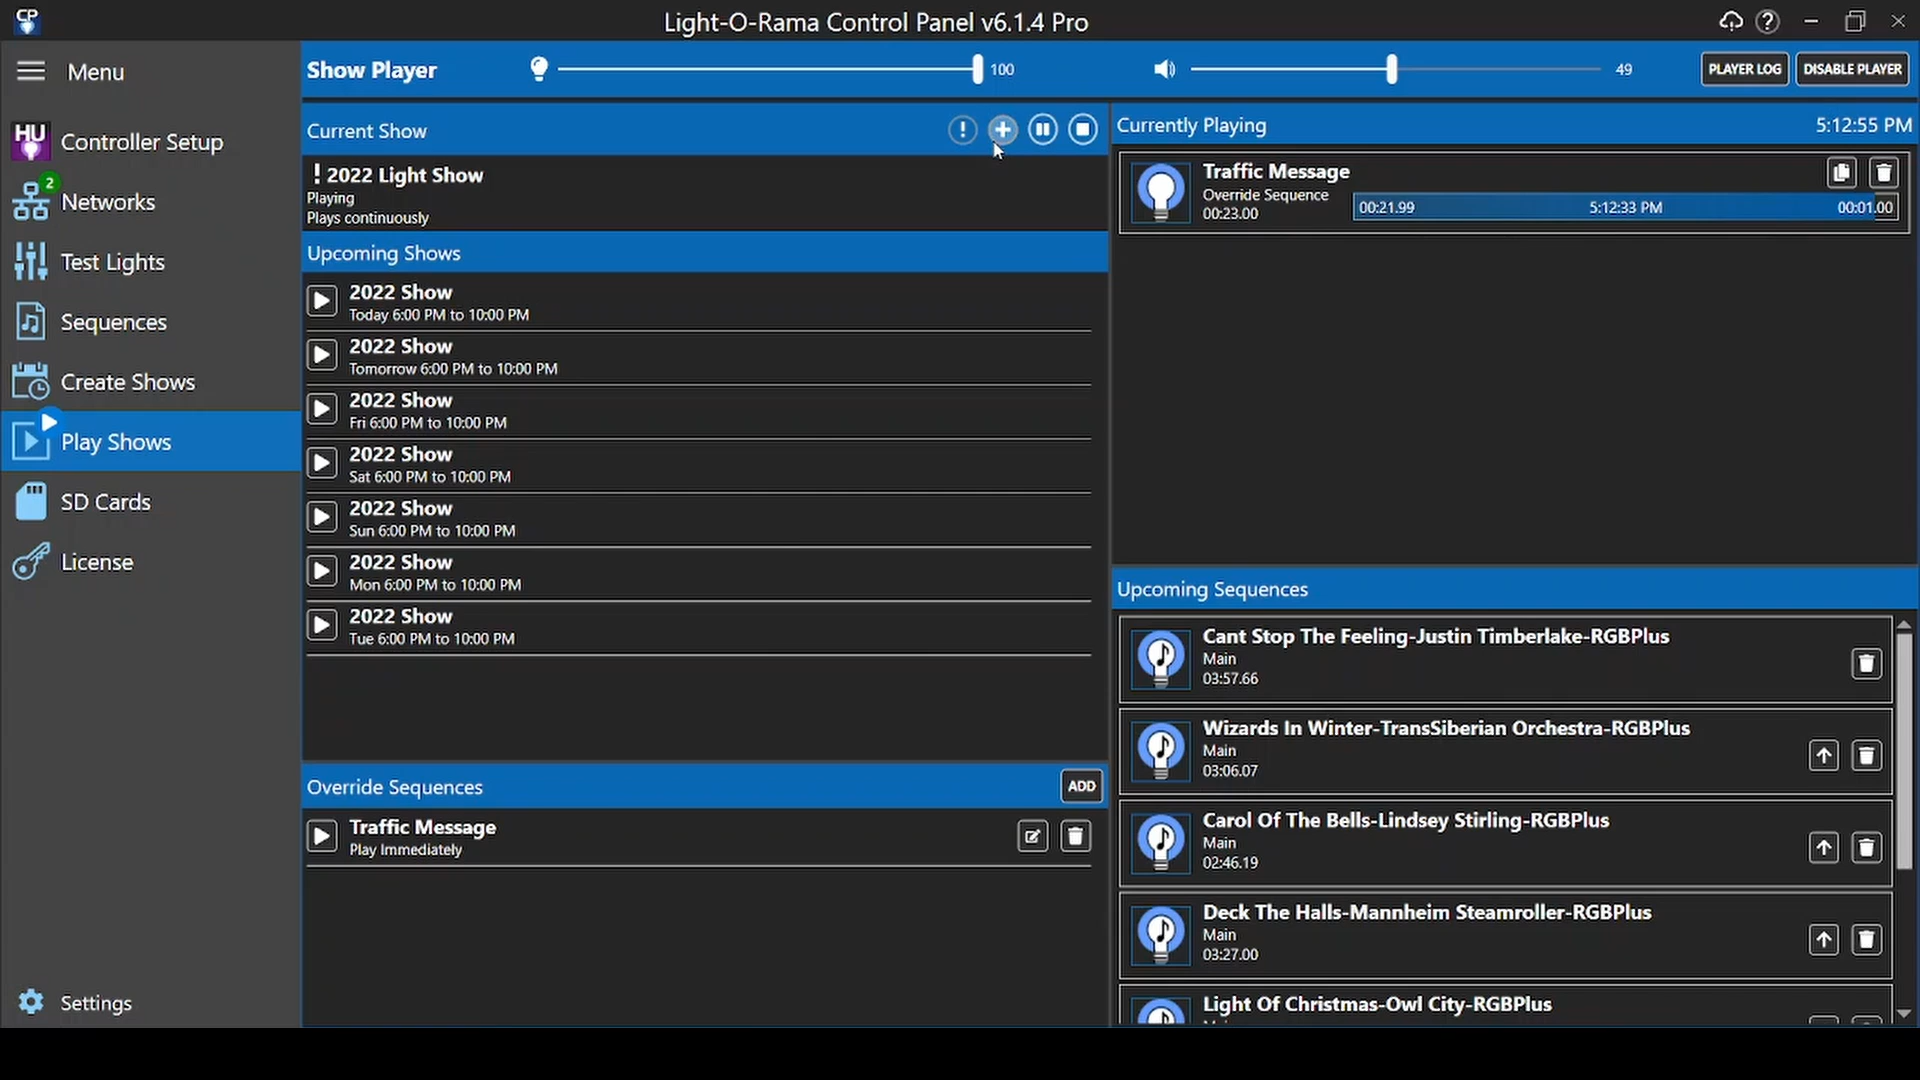 CP
Light-O-Rama Control Panel v6.1.4 Pro
Menu
HU
Controller Setup
2
Networks
Test Lights
Sequences
Create Shows
Play Shows
SD Cards
License
Settings
Show Player
100
49
PLAYER LOG
DISABLE PLAYER
Current Show
! 2022 Light Show
Playing
Plays continuously
Upcoming Shows
2022 Show
Today 6:00 PM to 10:00 PM
2022 Show
Tomorrow 6:00 PM to 10:00 PM
2022 Show
Fri 6:00 PM to 10:00 PM
2022 Show
Sat 6:00 PM to 10:00 PM
2022 Show
Sun 6:00 PM to 10:00 PM
2022 Show
Mon 6:00 PM to 10:00 PM
2022 Show
Tue 6:00 PM to 10:00 PM
Override Sequences
ADD
Traffic Message
Play Immediately
Currently Playing
5:12:55 PM
Traffic Message
Override Sequence
00:23.00
00:21.99
5:12:33 PM
00:01.00
Upcoming Sequences
Cant Stop The Feeling-Justin Timberlake-RGBPlus
Main
03:57.66
Wizards In Winter-TransSiberian Orchestra-RGBPlus
Main
03:06.07
Carol Of The Bells-Lindsey Stirling-RGBPlus
Main
02:46.19
Deck The Halls-Mannheim Steamroller-RGBPlus
Main
03:27.00
Light Of Christmas-Owl City-RGBPlus